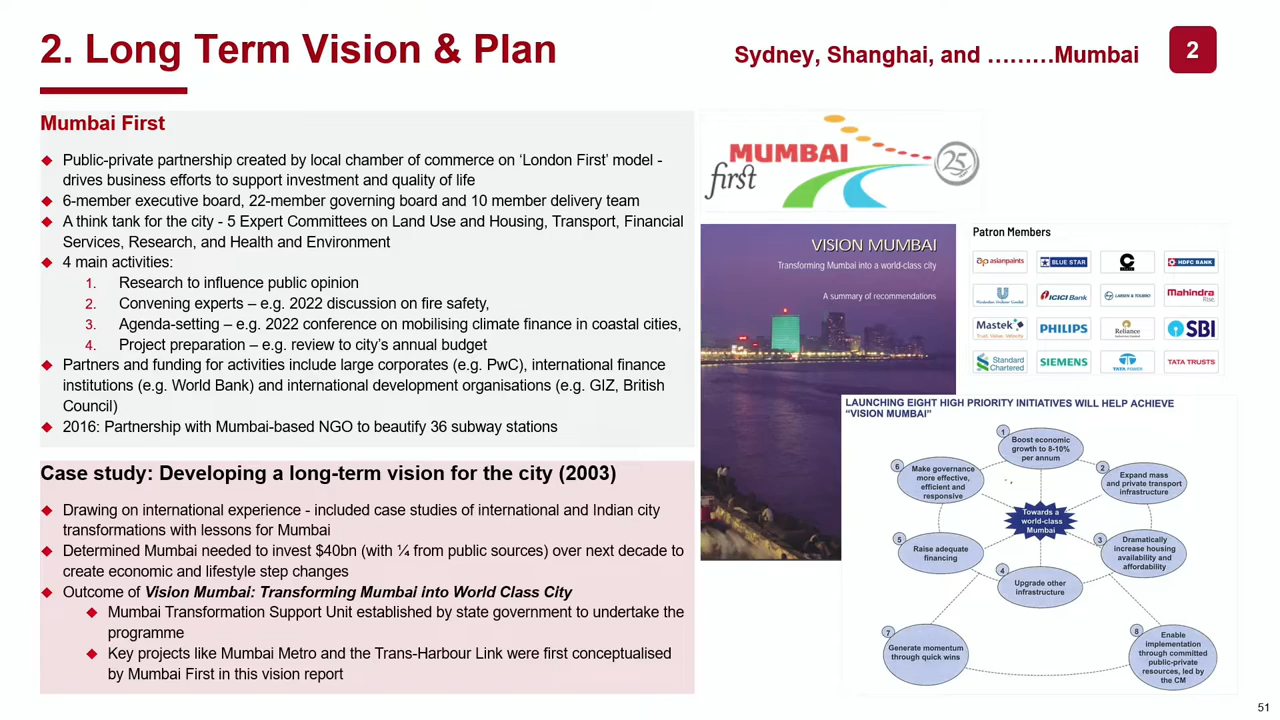 2. Long Term Vision & Plan
Sydney, Shanghai, and ………Mumbai
2
Mumbai First
Public-private partnership created by local chamber of commerce on ‘London First’ model -
drives business efforts to support investment and quality of life
6-member executive board, 22-member governing board and 10 member delivery team
A think tank for the city - 5 Expert Committees on Land Use and Housing, Transport, Financial
Services, Research, and Health and Environment
4 main activities:
1. Research to influence public opinion
2. Convening experts – e.g. 2022 discussion on fire safety,
3. Agenda-setting – e.g. 2022 conference on mobilising climate finance in coastal cities,
4. Project preparation – e.g. review to city’s annual budget
Partners and funding for activities include large corporates (e.g. PwC), international finance
institutions (e.g. World Bank) and international development organisations (e.g. GIZ, British
Council)
2016: Partnership with Mumbai-based NGO to beautify 36 subway stations
Case study: Developing a long-term vision for the city (2003)
Drawing on international experience - included case studies of international and Indian city
transformations with lessons for Mumbai
Determined Mumbai needed to invest $40bn (with ¼ from public sources) over next decade to
create economic and lifestyle step changes
Outcome of Vision Mumbai: Transforming Mumbai into World Class City
Mumbai Transformation Support Unit established by state government to undertake the
programme
Key projects like Mumbai Metro and the Trans-Harbour Link were first conceptualised
by Mumbai First in this vision report
MUMBAI
first
25
VISION MUMBAI
Transforming Mumbai into a world-class city
A summary of recommendations
Patron Members
asianpaints
BLUE STAR
HDFC BANK
Hindustan Unilever Limited
ICICI Bank
LARSEN & TOUBRO
Mahindra
Rise.
Mastek
Trust. Value. Velocity
PHILIPS
Reliance
SBI
Standard
Chartered
SIEMENS
TATA POWER
TATA TRUSTS
LAUNCHING EIGHT HIGH PRIORITY INITIATIVES WILL HELP ACHIEVE
“VISION MUMBAI”
1
Boost economic
growth to 8-10%
per annum
2
Expand mass
and private transport
infrastructure
3
Dramatically
increase housing
availability and
affordability
4
Upgrade other
infrastructure
5
Raise adequate
financing
6
Make governance
more effective,
efficient and
responsive
Towards a
world-class
Mumbai
7
Generate momentum
through quick wins
8
Enable
implementation
through committed
public-private
resources, led by
the CM
51